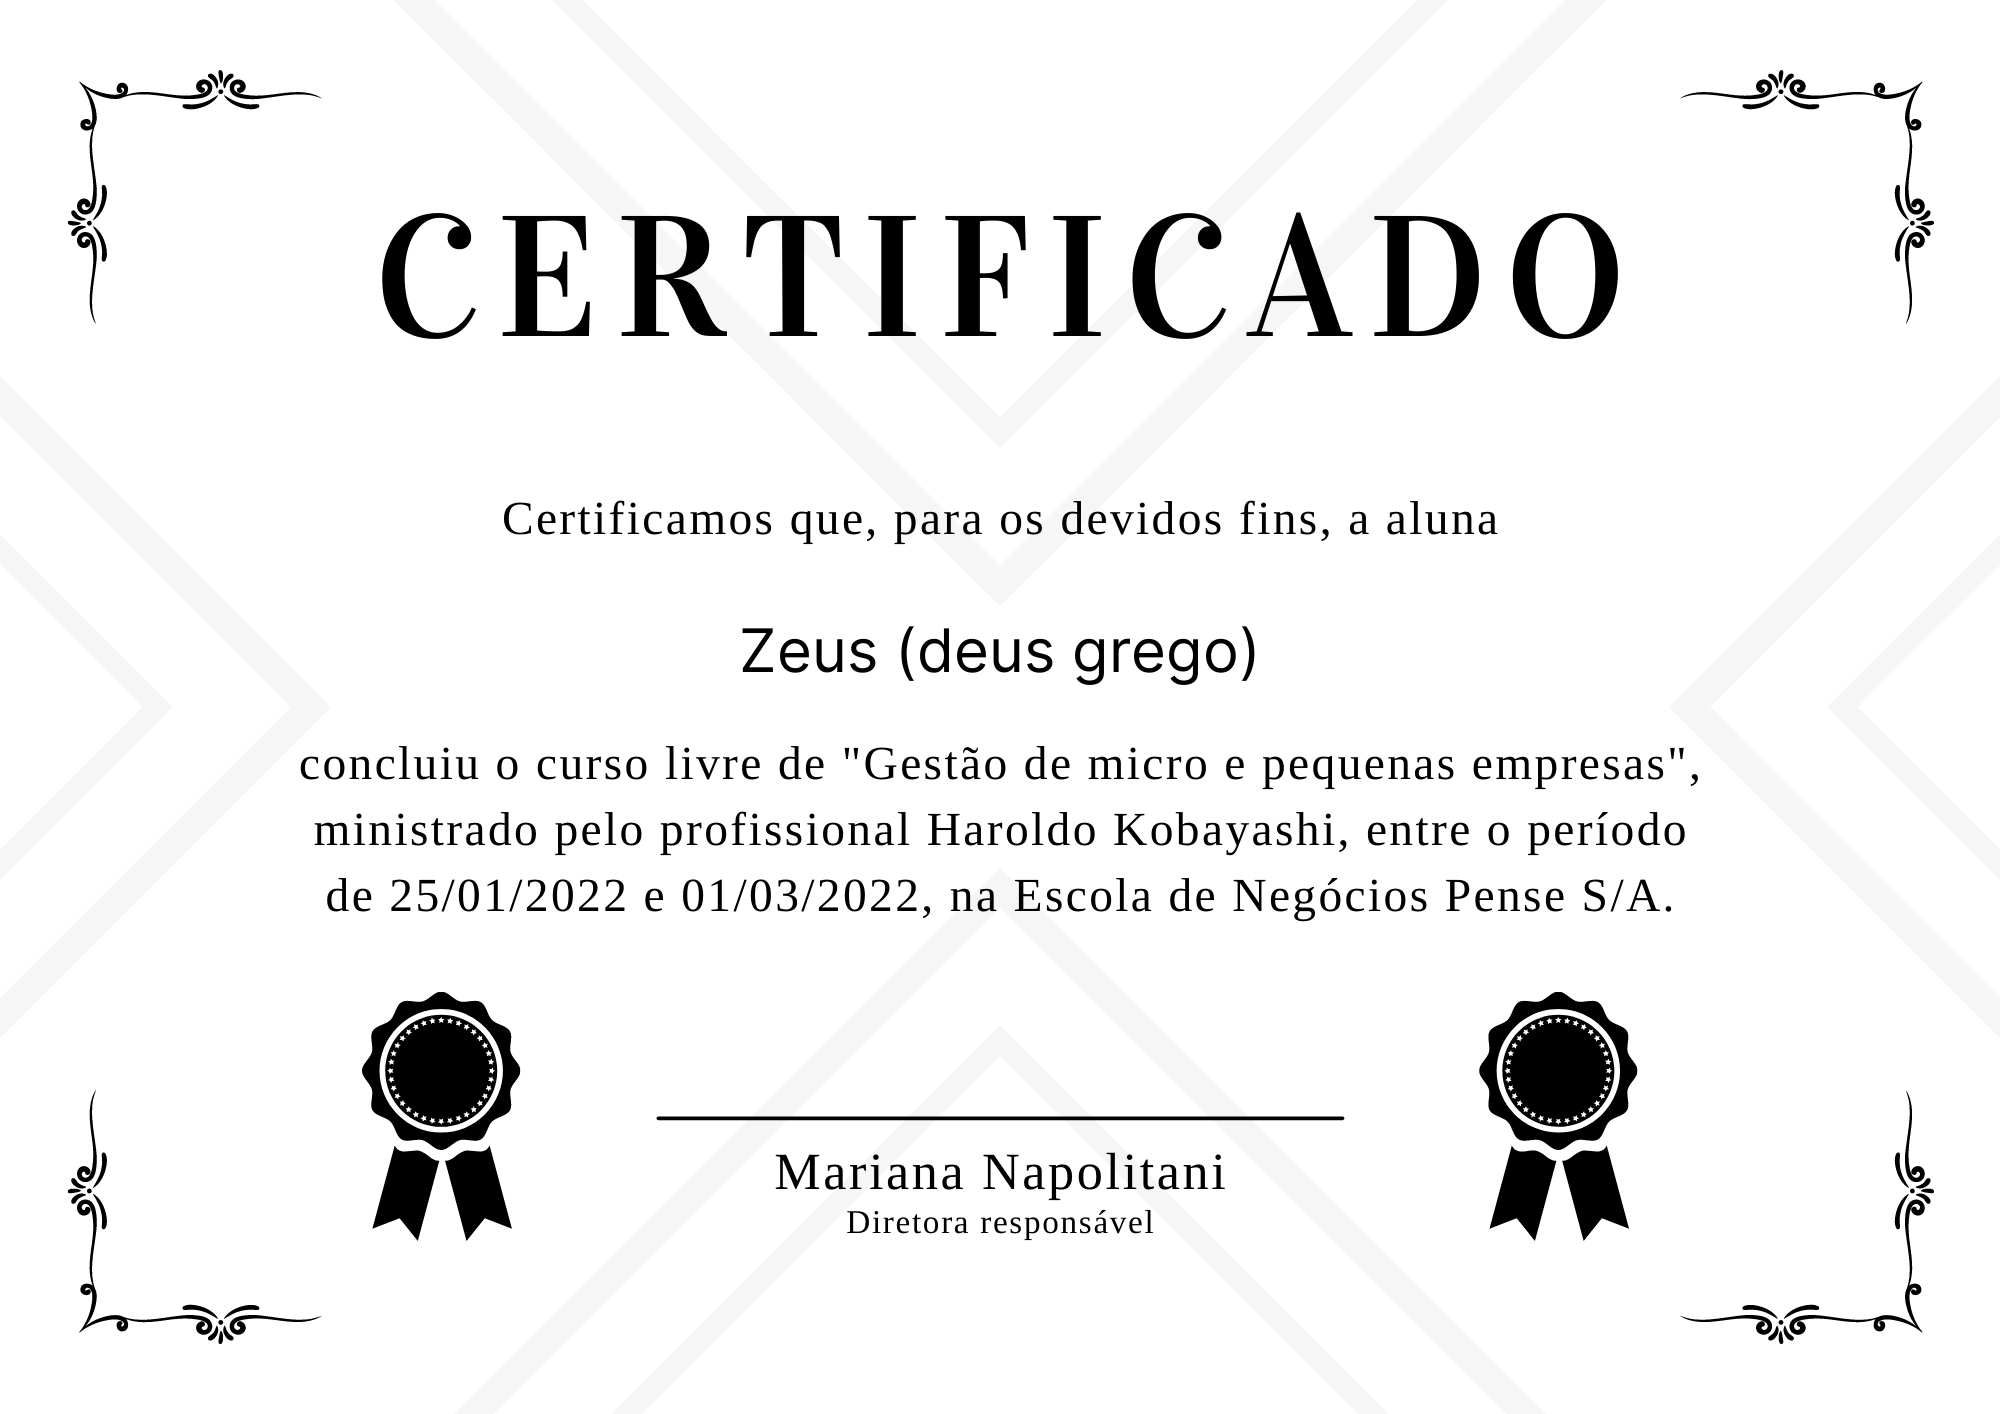 CERTIFICADO
Certificamos que, para os devidos fins, a aluna
Zeus (deus grego)
concluiu o curso livre de "Gestão de micro e pequenas empresas",
ministrado pelo profissional Haroldo Kobayashi, entre o período
de 25/01/2022 e 01/03/2022, na Escola de Negócios Pense S/A.
Mariana Napolitani
Diretora responsável